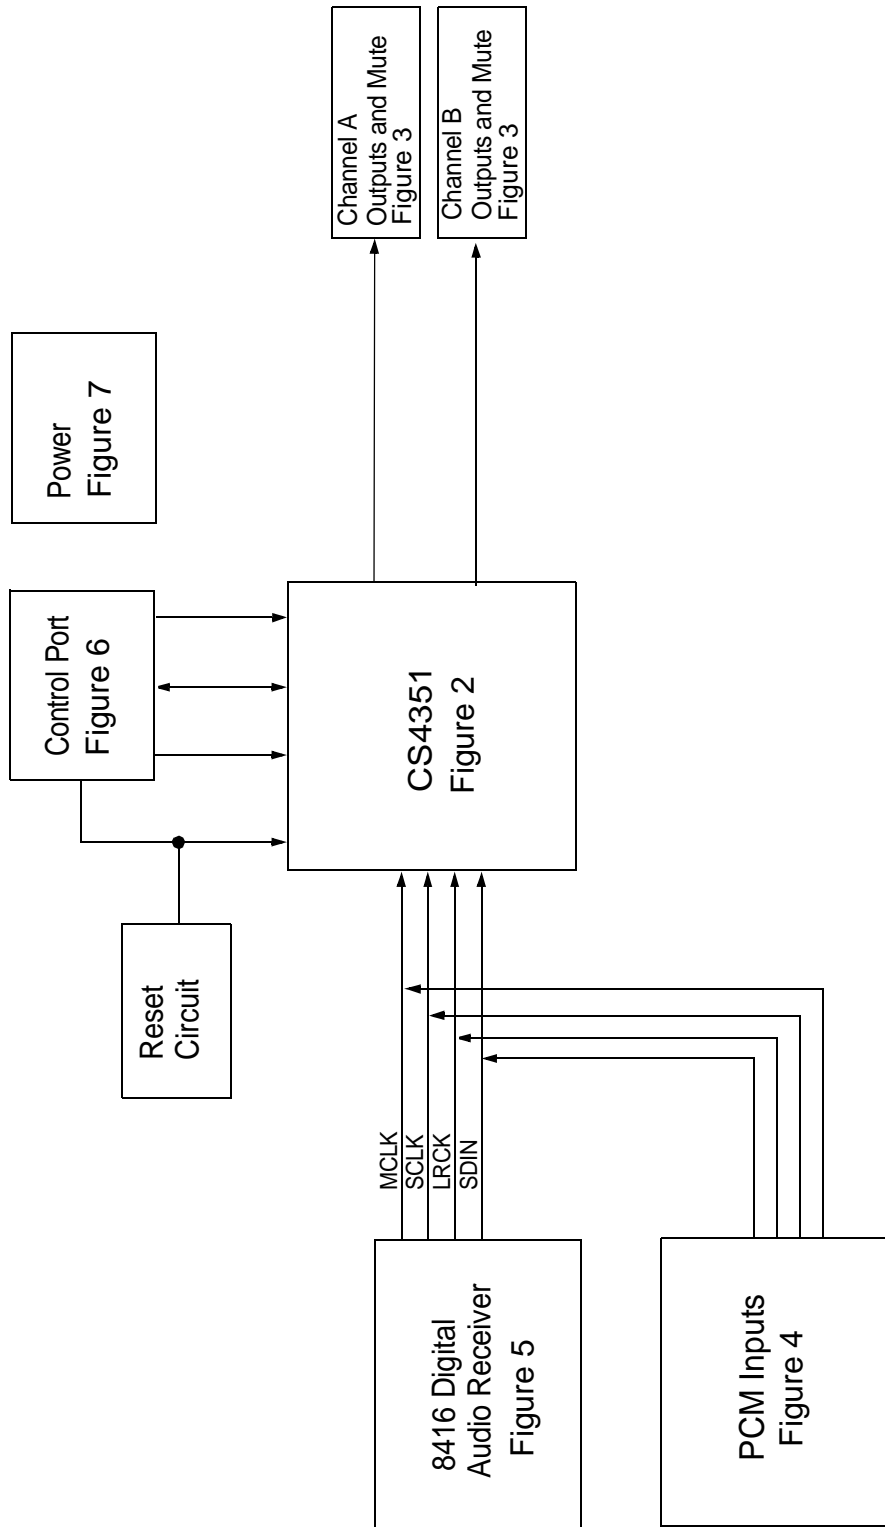 Reset
Circuit
Control Port
Figure 6
Power
Figure 7
8416 Digital
Audio Receiver
Figure 5
MCLK
SCLK
LRCK
SDIN
CS4351
Figure 2
Channel A
Outputs and Mute
Figure 3
Channel B
Outputs and Mute
Figure 3
PCM Inputs
Figure 4